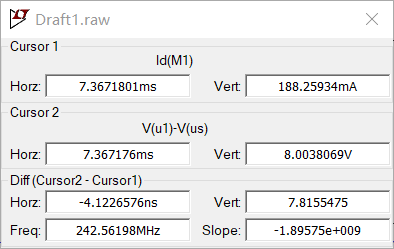 Draft1.raw
Cursor 1
Id(M1)
Horz: 7.3671801ms Vert: 188.25934mA
Cursor 2
V(u1)-V(us)
Horz: 7.367176ms Vert: 8.0038069V
Diff (Cursor2 - Cursor1)
Horz: -4.1226576ns Vert: 7.8155475
Freq: 242.56198MHz Slope: -1.89575e+009